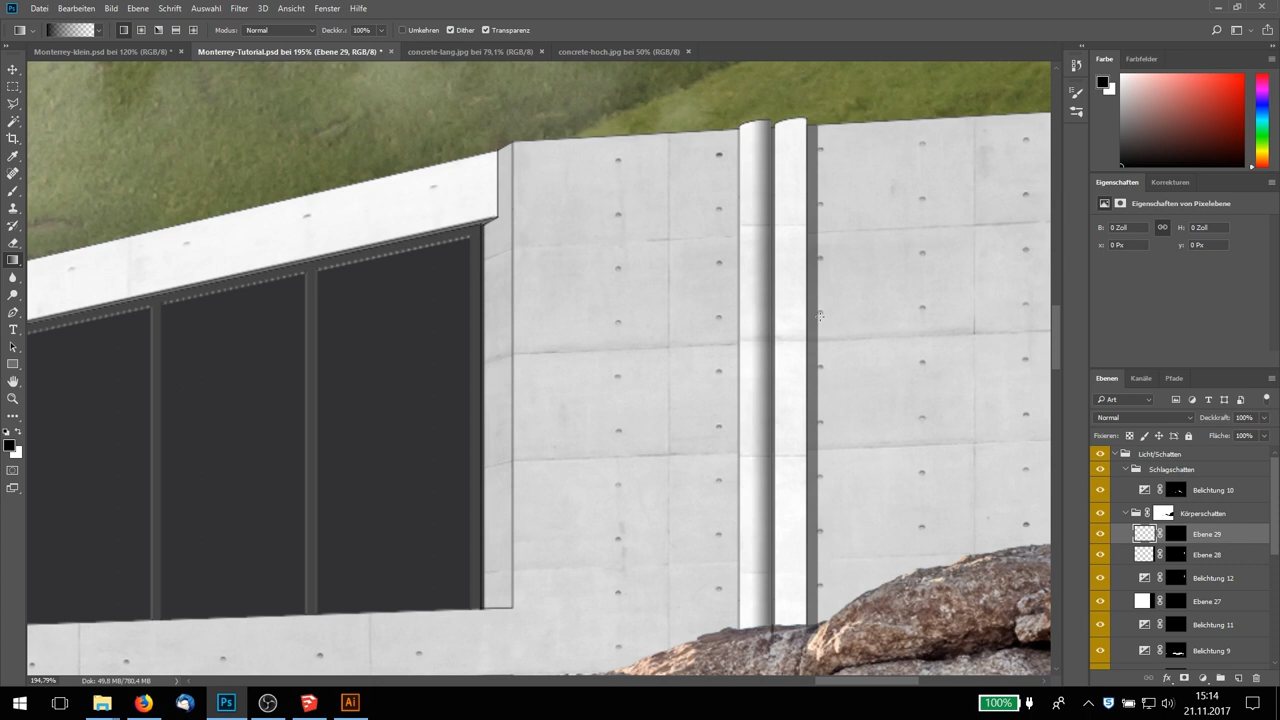 Ps Datei Bearbeiten Bild Ebene Schrift Auswahl Filter 3D Ansicht Fenster Hilfe
Modus: Normal Deckkr.: 100% Umkehren Dither Transparenz
Monterrey-klein.psd bei 120% (RGB/8) * × Monterrey-Tutorial.psd bei 195% (Ebene 29, RGB/8) * × concrete-lang.jpg bei 79,1% (RGB/8) × concrete-hoch.jpg bei 50% (RGB/8) ×
Farbe Farbfelder
Eigenschaften Korrekturen
Eigenschaften von Pixelebene
B: 0 Zoll H: 0 Zoll
x: 0 Px y: 0 Px
Ebenen Kanäle Pfade
Art
Normal Deckkraft: 100%
Fixieren: Fläche: 100%
Licht/Schatten
Schlagschatten
Belichtung 10
Körperschatten
Ebene 29
Ebene 28
Belichtung 12
Ebene 27
Belichtung 11
Belichtung 9
fx
194,79% Dok: 49,8 MB/780,4 MB
Ps Ai 100% 15:14
21.11.2017